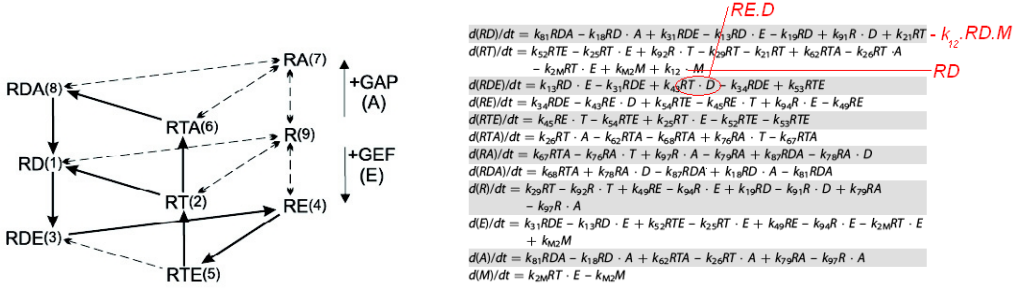 RA(7)
RDA(8)
+GAP
(A)
RTA(6)
R(9)
RD(1)
+GEF
(E)
RT(2)
RE(4)
RDE(3)
RTE(5)
RE.D
d(RD)/dt = k81RDA – k18RD · A + k31RDE – k13RD · E – k19RD + k91R · D + k21RT - k12.RD.M
d(RT)/dt = k52RTE – k25RT · E + k92R · T – k29RT – k21RT + k62RTA – k26RT · A
– k2MRT · E + kM2M + k12 · M
RD
d(RDE)/dt = k13RD · E – k31RDE + k43RT · D – k34RDE + k53RTE
d(RE)/dt = k34RDE – k43RE · D + k54RTE – k45RE · T + k94R · E – k49RE
d(RTE)/dt = k45RE · T – k54RTE + k25RT · E – k52RTE – k53RTE
d(RTA)/dt = k26RT · A – k62RTA – k68RTA + k76RA · T – k67RTA
d(RA)/dt = k67RTA – k76RA · T + k97R · A – k79RA + k87RDA – k78RA · D
d(RDA)/dt = k68RTA + k78RA · D – k87RDA + k18RD · A – k81RDA
d(R)/dt = k29RT – k92R · T + k49RE – k94R · E + k19RD – k91R · D + k79RA
– k97R · A
d(E)/dt = k31RDE – k13RD · E + k52RTE – k25RT · E + k49RE – k94R · E – k2MRT · E
+ kM2M
d(A)/dt = k81RDA – k18RD · A + k62RTA – k26RT · A + k79RA – k97R · A
d(M)/dt = k2MRT · E – kM2M